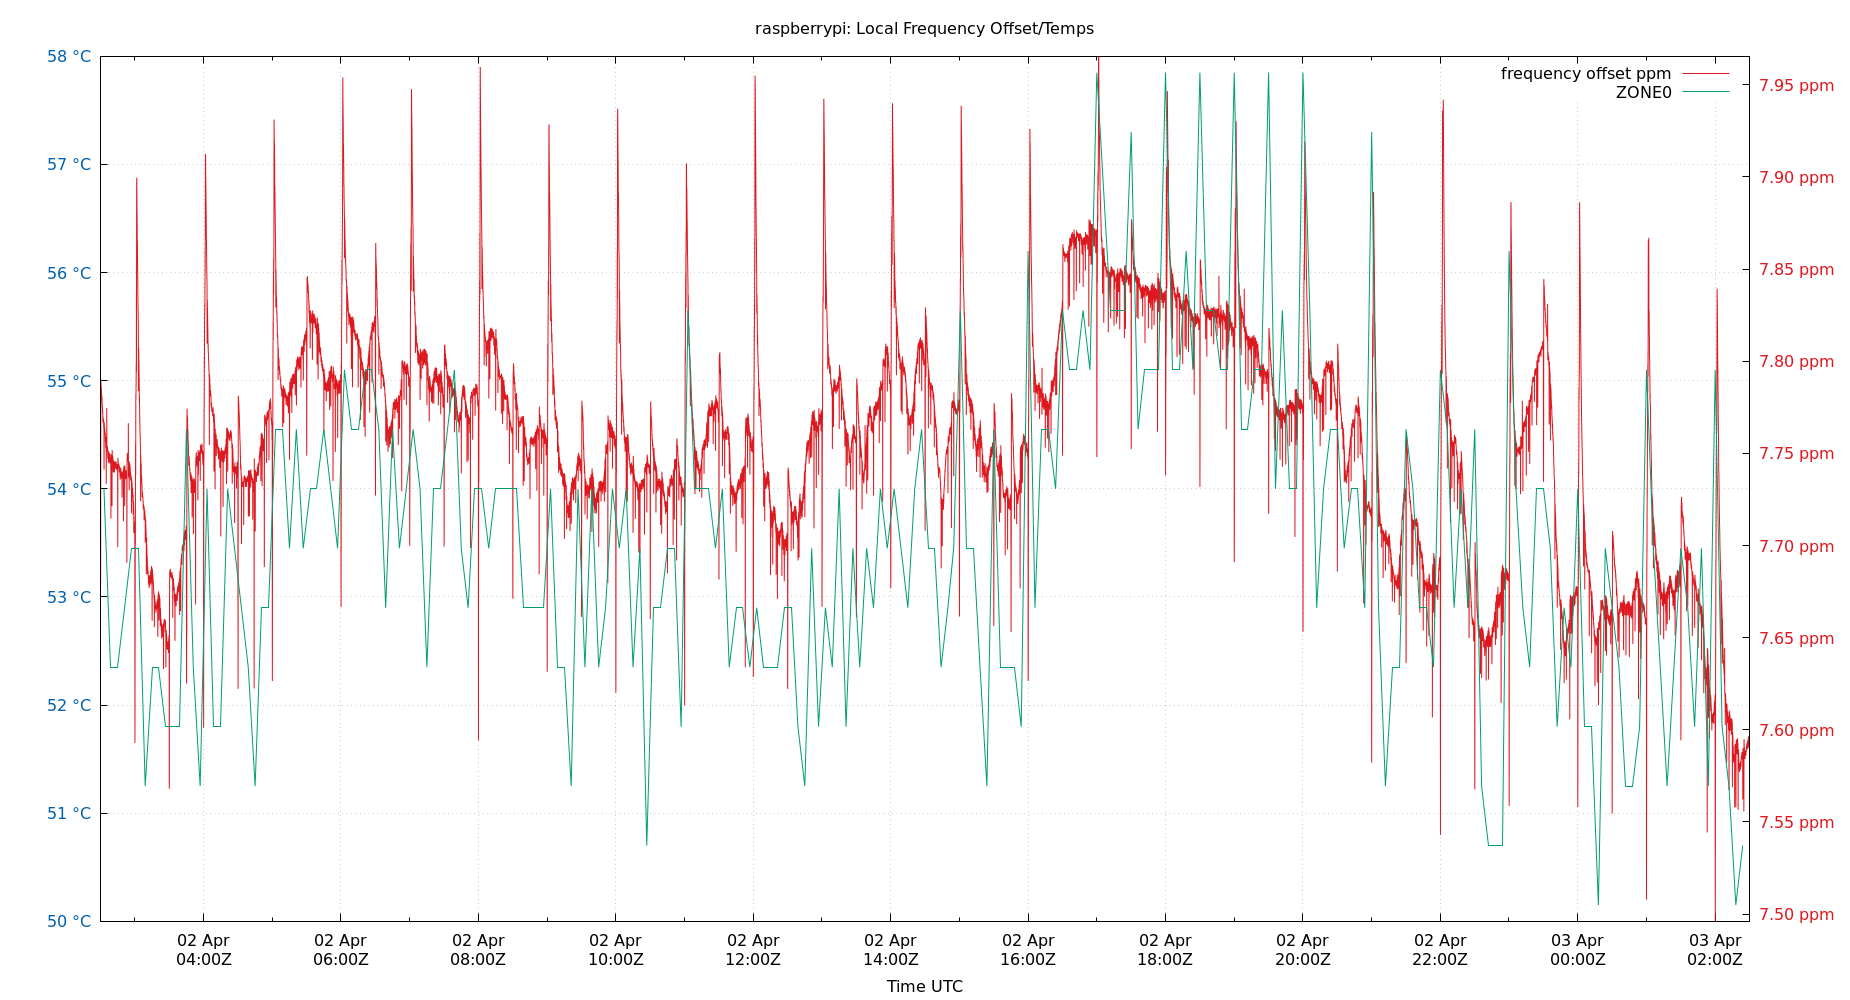 raspberrypi: Local Frequency Offset/Temps
58 °C
57 °C
56 °C
55 °C
54 °C
53 °C
52 °C
51 °C
50 °C
frequency offset ppm
ZONE0
7.95 ppm
7.90 ppm
7.85 ppm
7.80 ppm
7.75 ppm
7.70 ppm
7.65 ppm
7.60 ppm
7.55 ppm
7.50 ppm
02 Apr 02 Apr 02 Apr 02 Apr 02 Apr 02 Apr 02 Apr 02 Apr 02 Apr 02 Apr 03 Apr 03 Apr
04:00Z 06:00Z 08:00Z 10:00Z 12:00Z 14:00Z 16:00Z 18:00Z 20:00Z 22:00Z 00:00Z 02:00Z
Time UTC